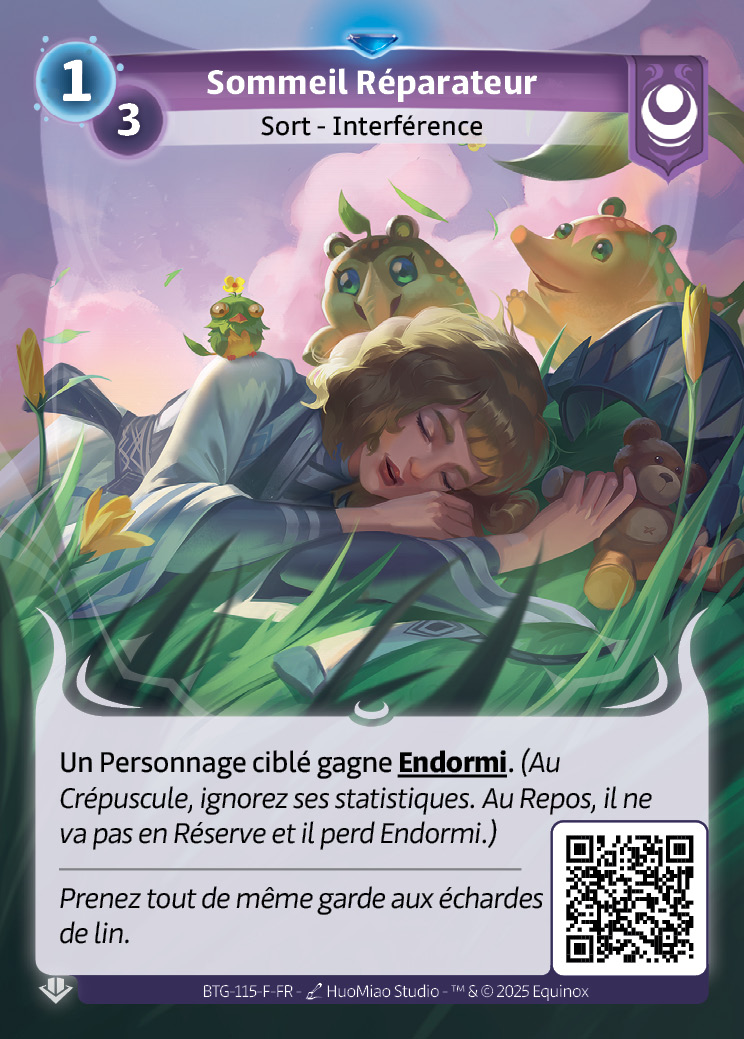 1
Sommeil Réparateur
3
Sort - Interférence
Un Personnage ciblé gagne Endormi. (Au
Crépuscule, ignorez ses statistiques. Au Repos, il ne
va pas en Réserve et il perd Endormi.)
Prenez tout de même garde aux échardes
de lin.
BTG-115-F-FR - HuoMiao Studio - ™ & © 2025 Equinox